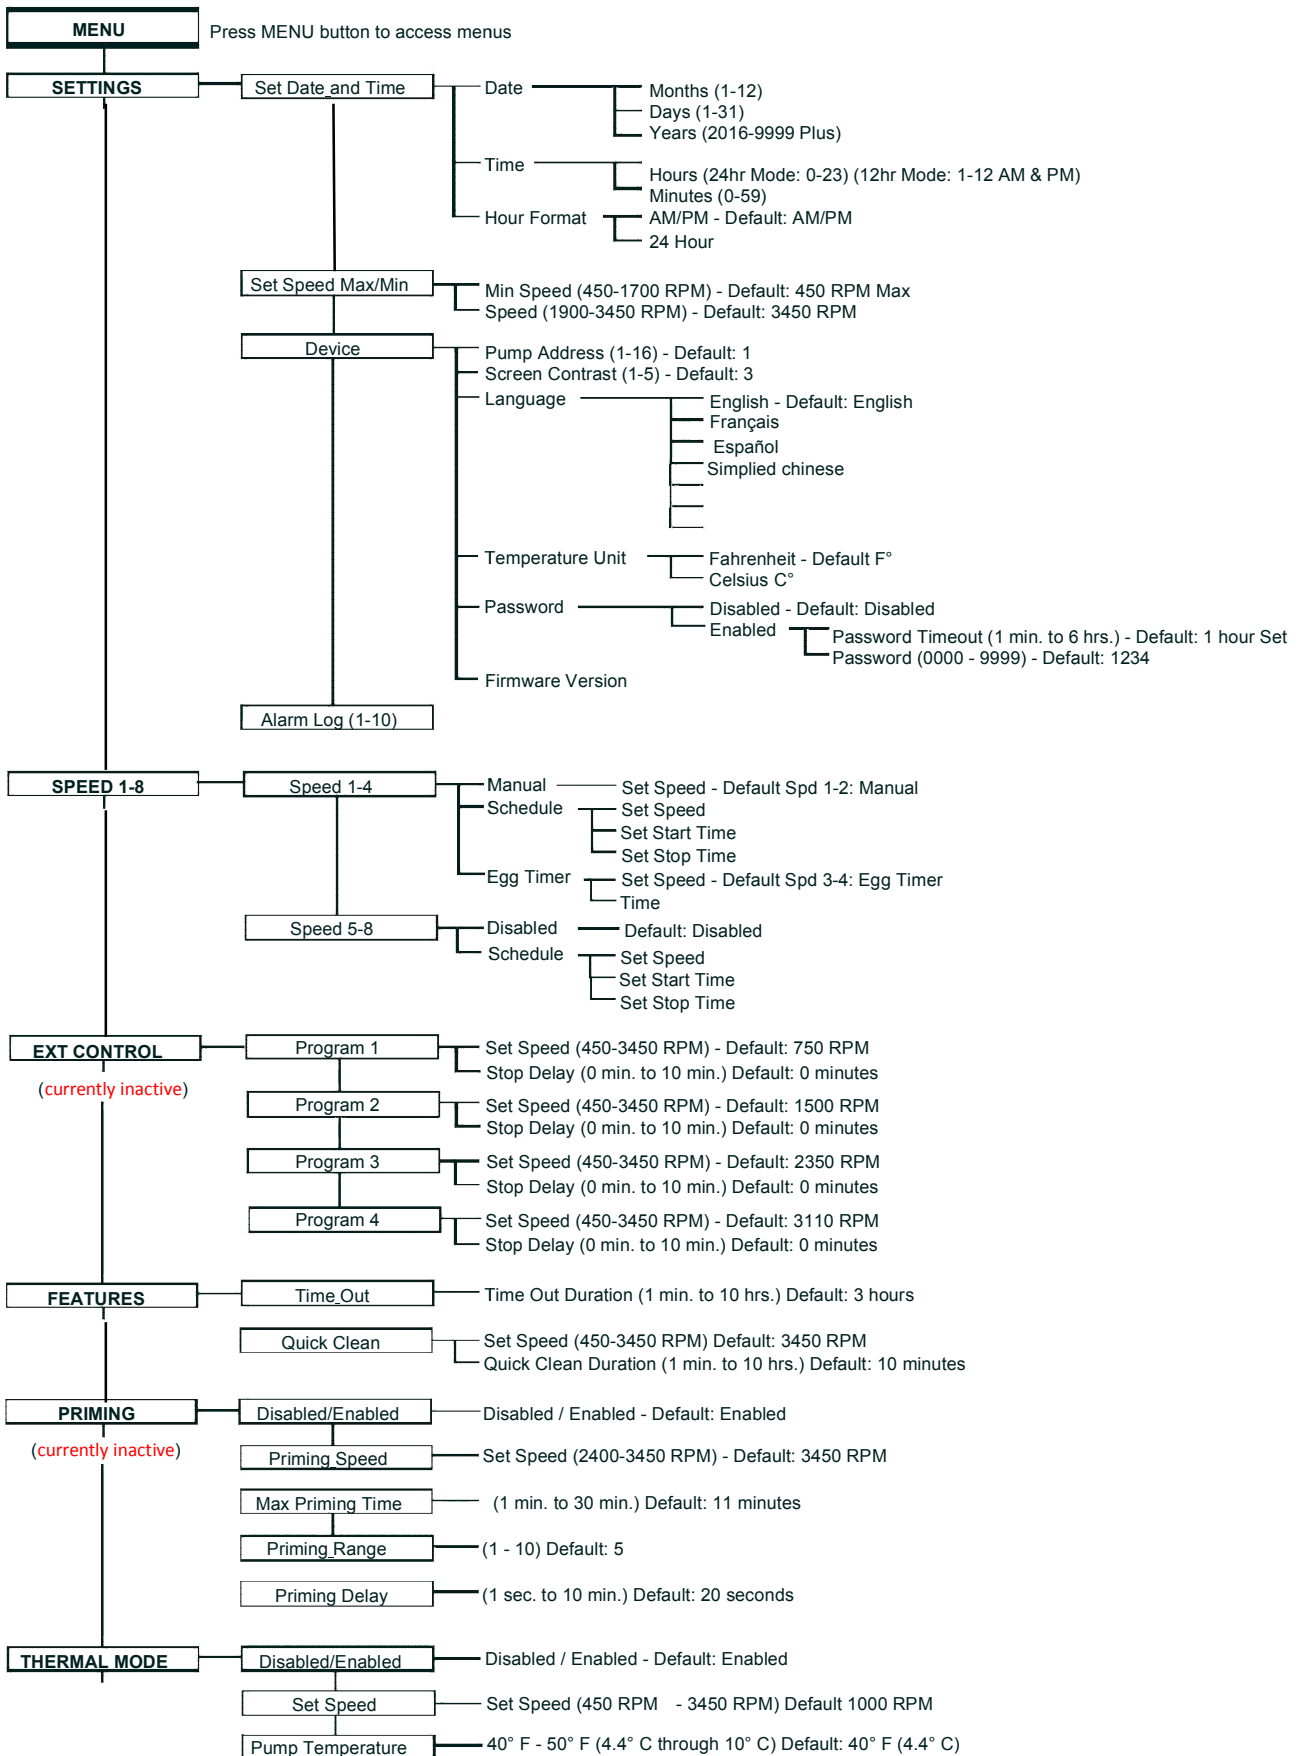 MENU
Press MENU button to access menus
SETTINGS
Set Date and Time
Date
Months (1-12)
Days (1-31)
Years (2016-9999 Plus)
Time
Hours (24hr Mode: 0-23) (12hr Mode: 1-12 AM & PM)
Minutes (0-59)
Hour Format
AM/PM - Default: AM/PM
24 Hour
Set Speed Max/Min
Min Speed (450-1700 RPM) - Default: 450 RPM Max
Speed (1900-3450 RPM) - Default: 3450 RPM
Device
Pump Address (1-16) - Default: 1
Screen Contrast (1-5) - Default: 3
Language
English - Default: English
Français
Español
Simplied chinese
Temperature Unit
Fahrenheit - Default F°
Celsius C°
Password
Disabled - Default: Disabled
Enabled
Password Timeout (1 min. to 6 hrs.) - Default: 1 hour Set
Password (0000 - 9999) - Default: 1234
Firmware Version
Alarm Log (1-10)
SPEED 1-8
Speed 1-4
Manual
Set Speed - Default Spd 1-2: Manual
Schedule
Set Speed
Set Start Time
Set Stop Time
Egg Timer
Set Speed - Default Spd 3-4: Egg Timer
Time
Speed 5-8
Disabled
Default: Disabled
Schedule
Set Speed
Set Start Time
Set Stop Time
EXT CONTROL
(currently inactive)
Program 1
Set Speed (450-3450 RPM) - Default: 750 RPM
Stop Delay (0 min. to 10 min.) Default: 0 minutes
Program 2
Set Speed (450-3450 RPM) - Default: 1500 RPM
Stop Delay (0 min. to 10 min.) Default: 0 minutes
Program 3
Set Speed (450-3450 RPM) - Default: 2350 RPM
Stop Delay (0 min. to 10 min.) Default: 0 minutes
Program 4
Set Speed (450-3450 RPM) - Default: 3110 RPM
Stop Delay (0 min. to 10 min.) Default: 0 minutes
FEATURES
Time Out
Time Out Duration (1 min. to 10 hrs.) Default: 3 hours
Quick Clean
Set Speed (450-3450 RPM) Default: 3450 RPM
Quick Clean Duration (1 min. to 10 hrs.) Default: 10 minutes
PRIMING
(currently inactive)
Disabled/Enabled
Disabled / Enabled - Default: Enabled
Priming Speed
Set Speed (2400-3450 RPM) - Default: 3450 RPM
Max Priming Time
(1 min. to 30 min.) Default: 11 minutes
Priming Range
(1 - 10) Default: 5
Priming Delay
(1 sec. to 10 min.) Default: 20 seconds
THERMAL MODE
Disabled/Enabled
Disabled / Enabled - Default: Enabled
Set Speed
Set Speed (450 RPM - 3450 RPM) Default 1000 RPM
Pump Temperature
40° F - 50° F (4.4° C through 10° C) Default: 40° F (4.4° C)